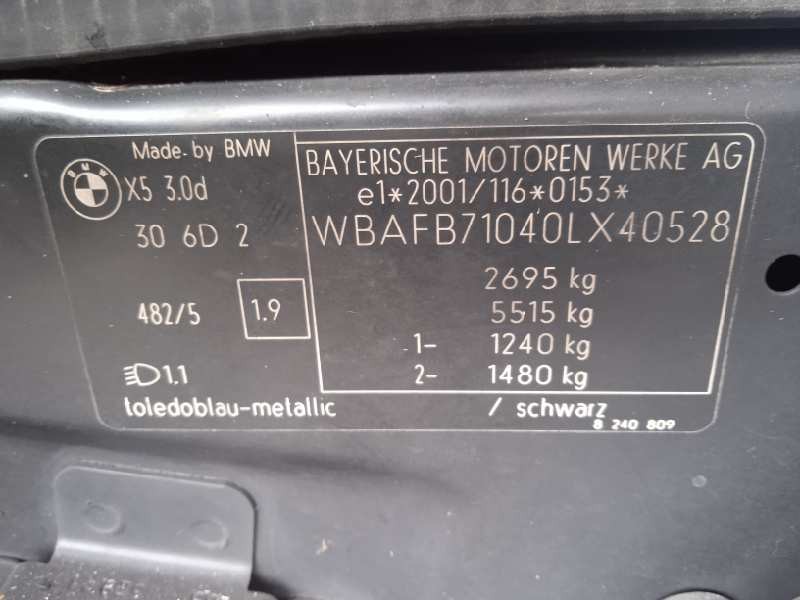 Made by BMW
BMW
X5 3.0d
30 6D 2
482/5
1.9
1.1
BAYERISCHE MOTOREN WERKE AG
e1*2001/116*0153*
WBAFB71040LX40528
2695 kg
5515 kg
1- 1240 kg
2- 1480 kg
toledoblau-metallic / schwarz
8 240 809